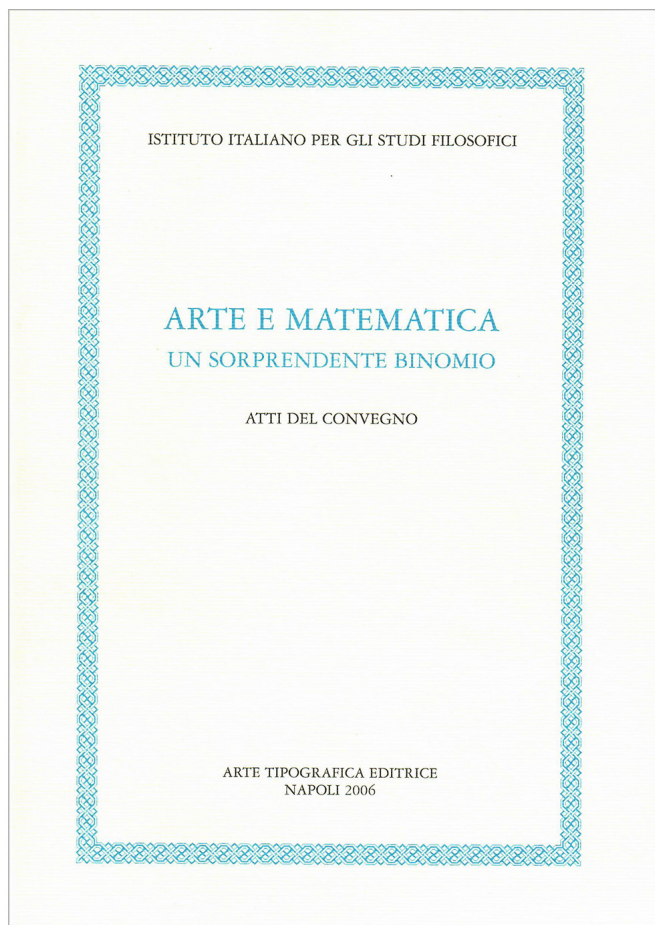 ISTITUTO ITALIANO PER GLI STUDI FILOSOFICI
ARTE E MATEMATICA
UN SORPRENDENTE BINOMIO
ATTI DEL CONVEGNO
ARTE TIPOGRAFICA EDITRICE
NAPOLI 2006